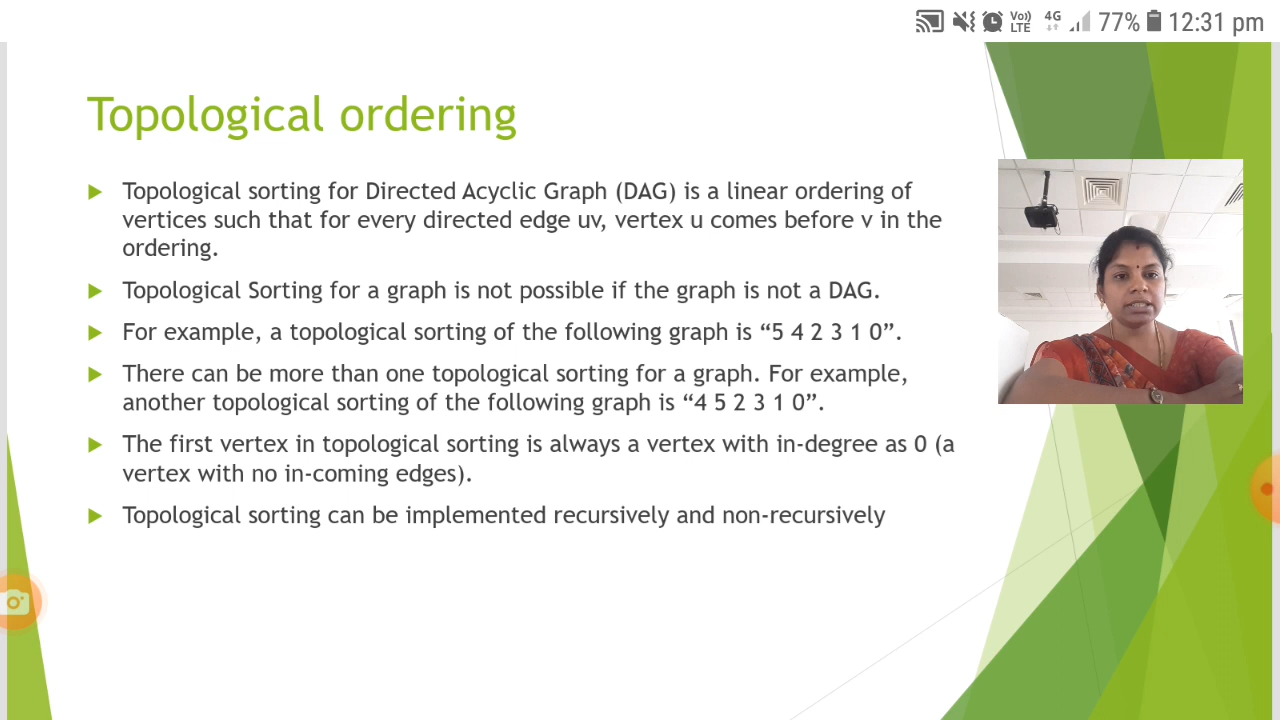 Vo))
LTE
4G
77%
12:31 pm
Topological ordering
Topological sorting for Directed Acyclic Graph (DAG) is a linear ordering of
vertices such that for every directed edge uv, vertex u comes before v in the
ordering.
Topological Sorting for a graph is not possible if the graph is not a DAG.
For example, a topological sorting of the following graph is “5 4 2 3 1 0”.
There can be more than one topological sorting for a graph. For example,
another topological sorting of the following graph is “4 5 2 3 1 0”.
The first vertex in topological sorting is always a vertex with in-degree as 0 (a
vertex with no in-coming edges).
Topological sorting can be implemented recursively and non-recursively